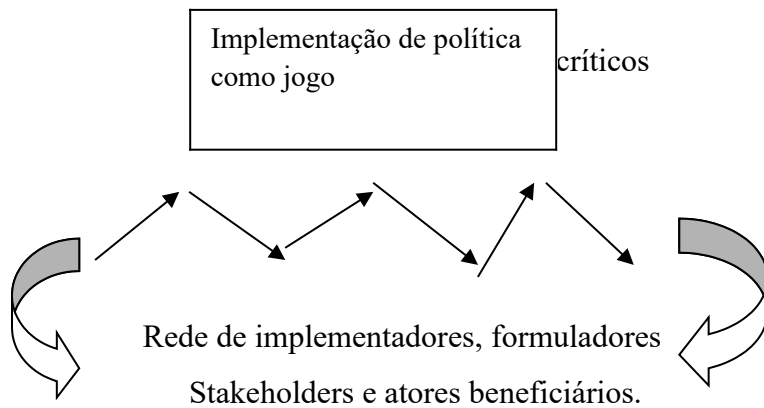 Implementação de política
críticos
como jogo
Rede de implementadores, formuladores
Stakeholders e atores beneficiários.